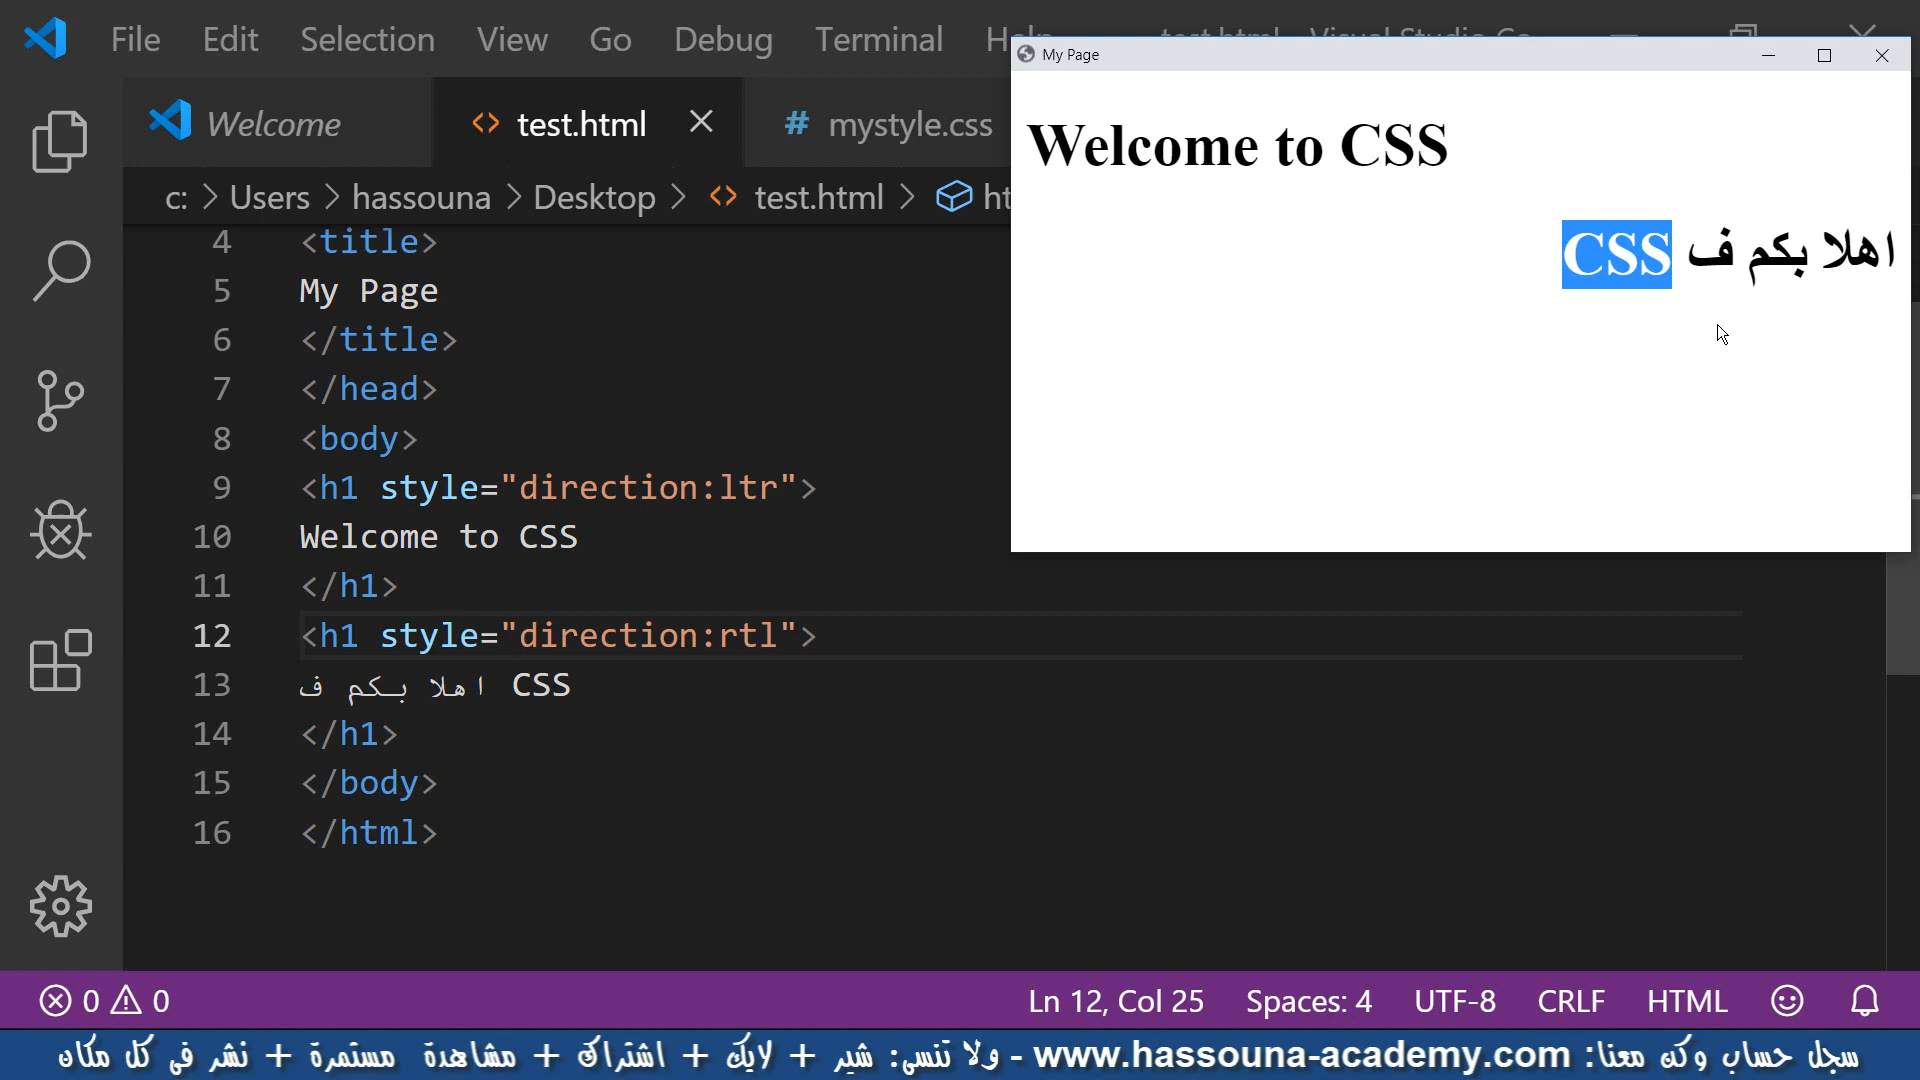 File Edit Selection View Go Debug Terminal
My Page
Welcome to CSS
اهلا بكم ف CSS
Welcome test.html mystyle.css
c: > Users > hassouna > Desktop > test.html >
4 <title>
5 My Page
6 </title>
7 </head>
8 <body>
9 <h1 style="direction:ltr">
10 Welcome to CSS
11 </h1>
12 <h1 style="direction:rtl">
13 اهلا بكم ف CSS
14 </h1>
15 </body>
16 </html>
0 0 Ln 12, Col 25 Spaces: 4 UTF-8 CRLF HTML
سجل حساب وكن معنا: www.hassouna-academy.com - ولا تنسى: شير + لايك + اشتراك + مشاهدة مستمرة + نشر فى كل مكان